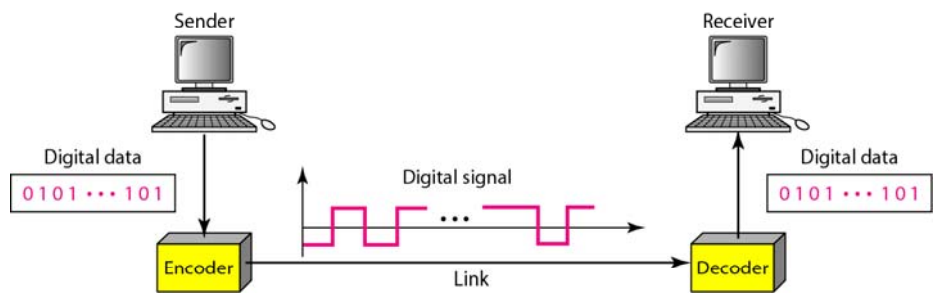 Sender
Receiver
Digital data
0101 ••• 101
Digital signal
•••
Digital data
0101 ••• 101
Encoder
Link
Decoder